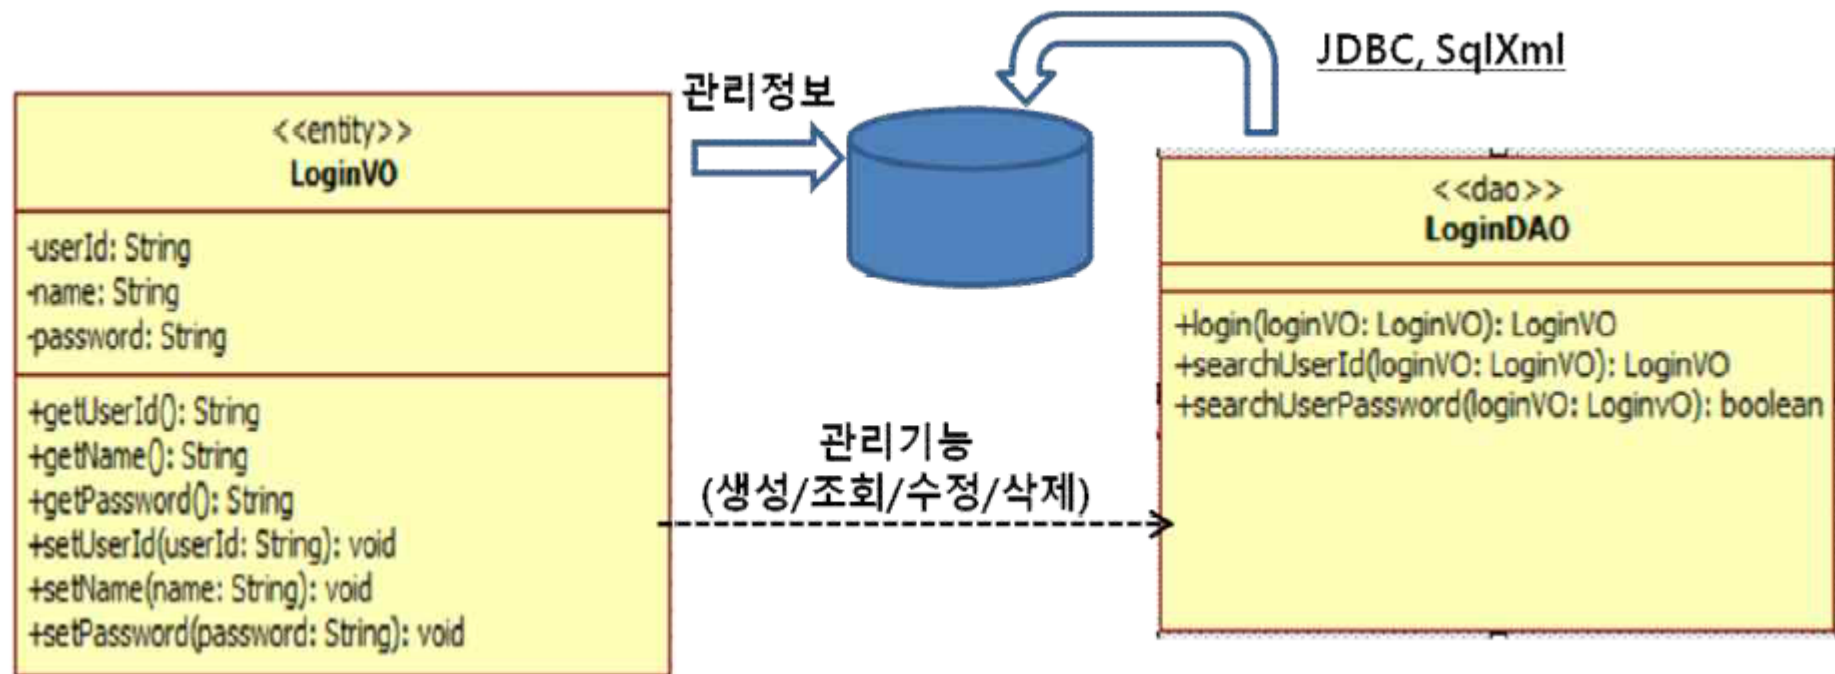 <<entity>>
LoginVO
-userId: String
-name: String
-password: String
+getUserId(): String
+getName(): String
+getPassword(): String
+setUserId(userId: String): void
+setName(name: String): void
+setPassword(password: String): void
관리정보
JDBC, SqlXml
관리기능
(생성/조회/수정/삭제)
<<dao>>
LoginDAO
+login(loginVO: LoginVO): LoginVO
+searchUserId(loginVO: LoginVO): LoginVO
+searchUserPassword(loginVO: LoginvO): boolean